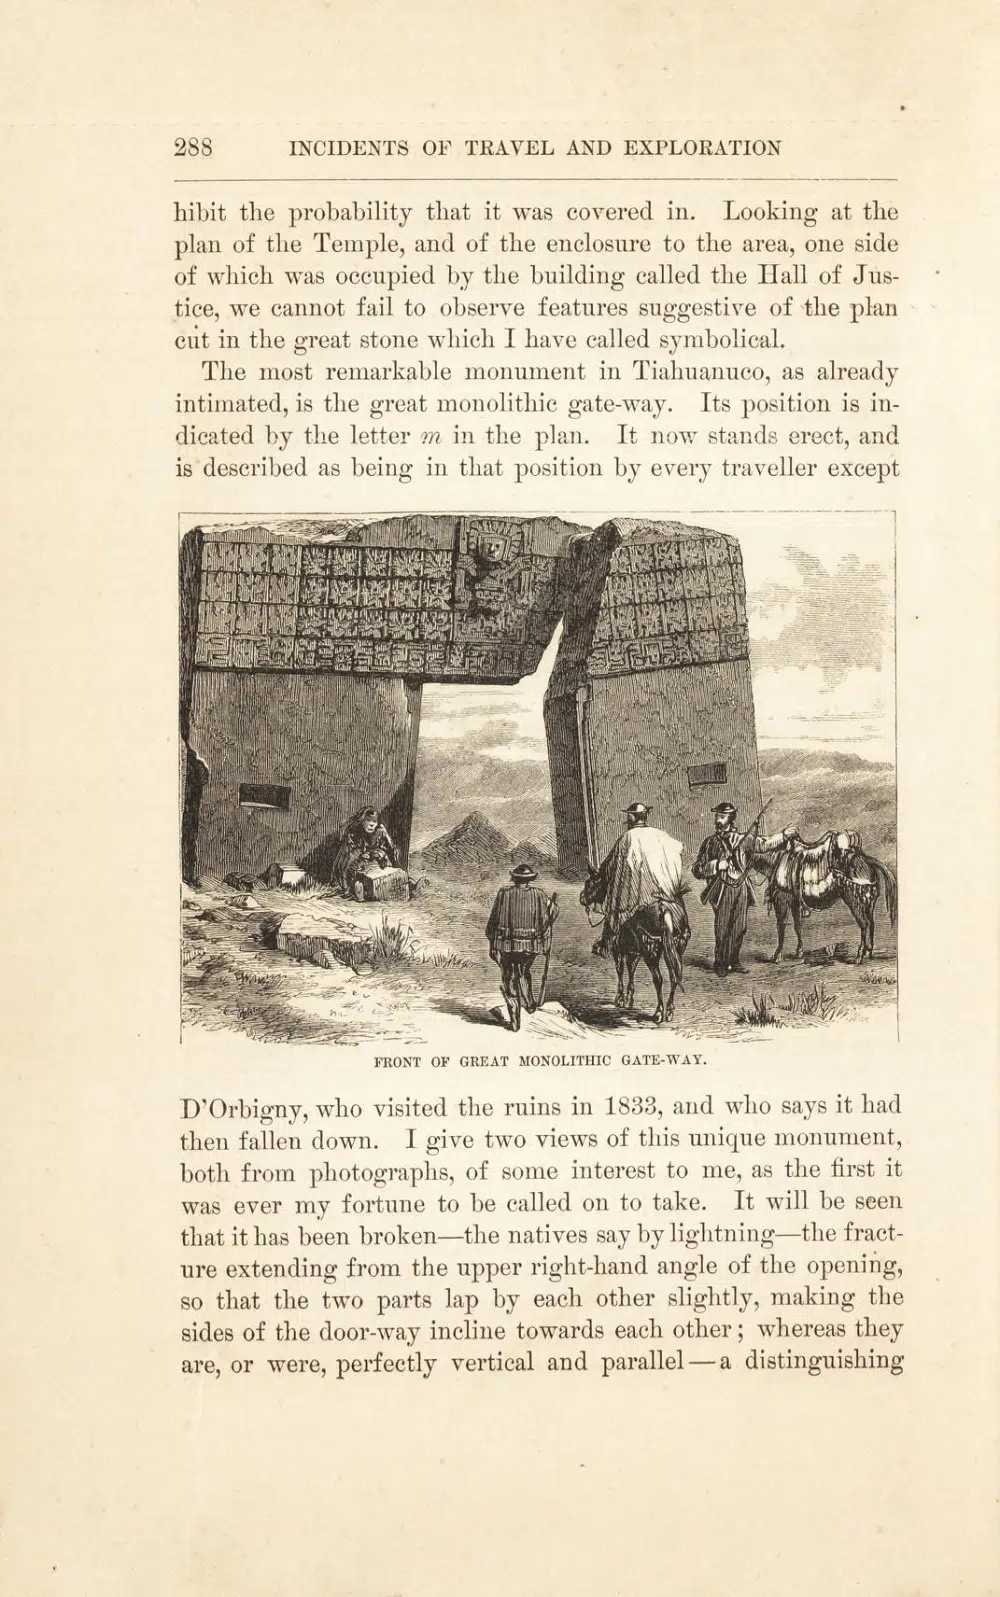 288 INCIDENTS OF TRAVEL AND EXPLORATION
hibit the probability that it was covered in. Looking at the
plan of the Temple, and of the enclosure to the area, one side
of which was occupied by the building called the Hall of Jus-
tice, we cannot fail to observe features suggestive of the plan
cut in the great stone which I have called symbolical.
The most remarkable monument in Tiahuanuco, as already
intimated, is the great monolithic gate-way. Its position is in-
dicated by the letter m in the plan. It now stands erect, and
is described as being in that position by every traveller except
FRONT OF GREAT MONOLITHIC GATE-WAY.
D'Orbigny, who visited the ruins in 1833, and who says it had
then fallen down. I give two views of this unique monument,
both from photographs, of some interest to me, as the first it
was ever my fortune to be called on to take. It will be seen
that it has been broken—the natives say by lightning—the fract-
ure extending from the upper right-hand angle of the opening,
so that the two parts lap by each other slightly, making the
sides of the door-way incline towards each other; whereas they
are, or were, perfectly vertical and parallel—a distinguishing